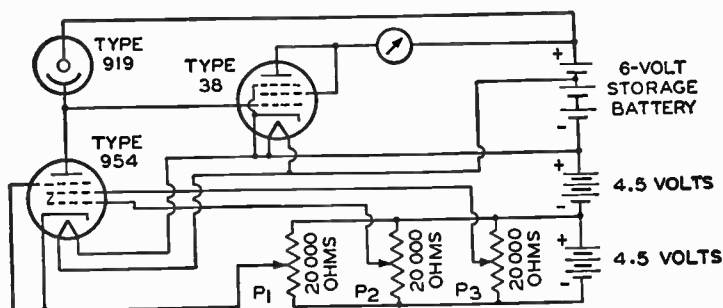 TYPE
919
TYPE
38
TYPE
954
Z
+
6-VOLT
STORAGE
BATTERY
-
+
4.5 VOLTS
-
+
4.5 VOLTS
-
P1
20 000
OHMS
P2
20 000
OHMS
P3
20 000
OHMS